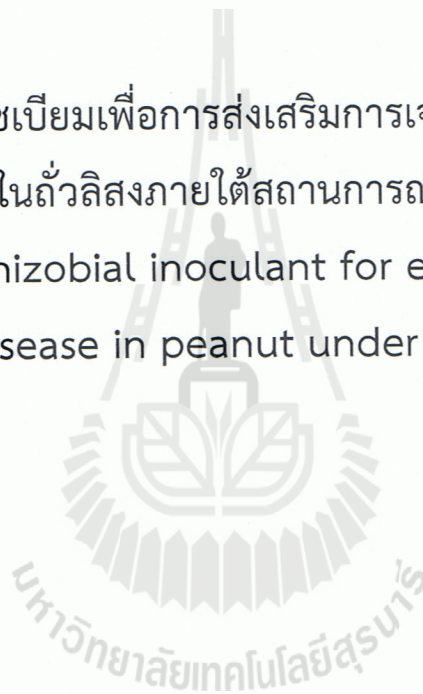 ซเบียมเพื่อการส่งเสริมการเจ
ในถั่วลิสงภายใต้สถานการณ
hizobial inoculant for e
sease in peanut under
มหาวิทยาลัยเทคโนโลยีสุรนารี